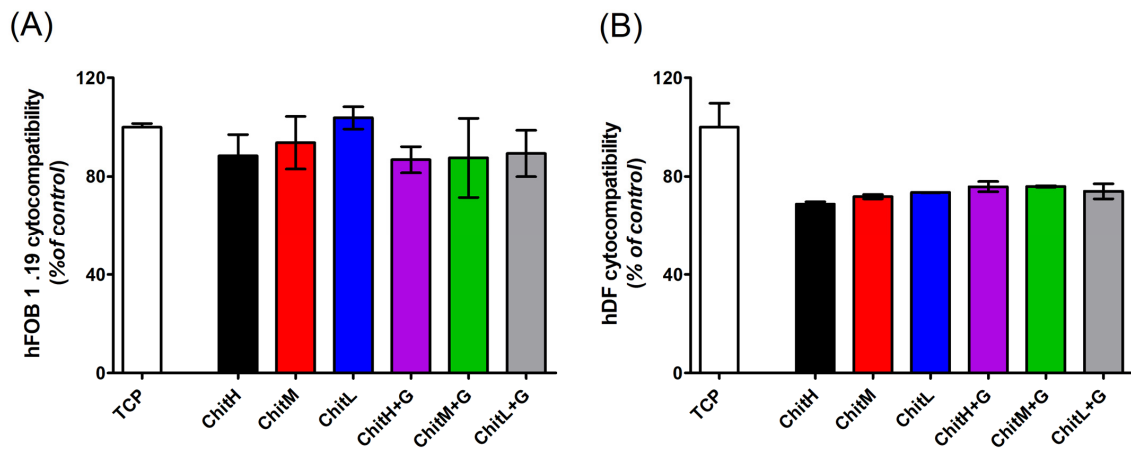 (A)
hFOB 1 .19 cytocompatibility
(%of control)
120
80
40
0
TCP
ChitH
ChitM
ChitL
ChitH+G
ChitM+G
ChitL+G
(B)
hDF cytocompatibility
(% of control)
120
80
40
0
TCP
ChitH
ChitM
ChitL
ChitH+G
ChitM+G
ChitL+G